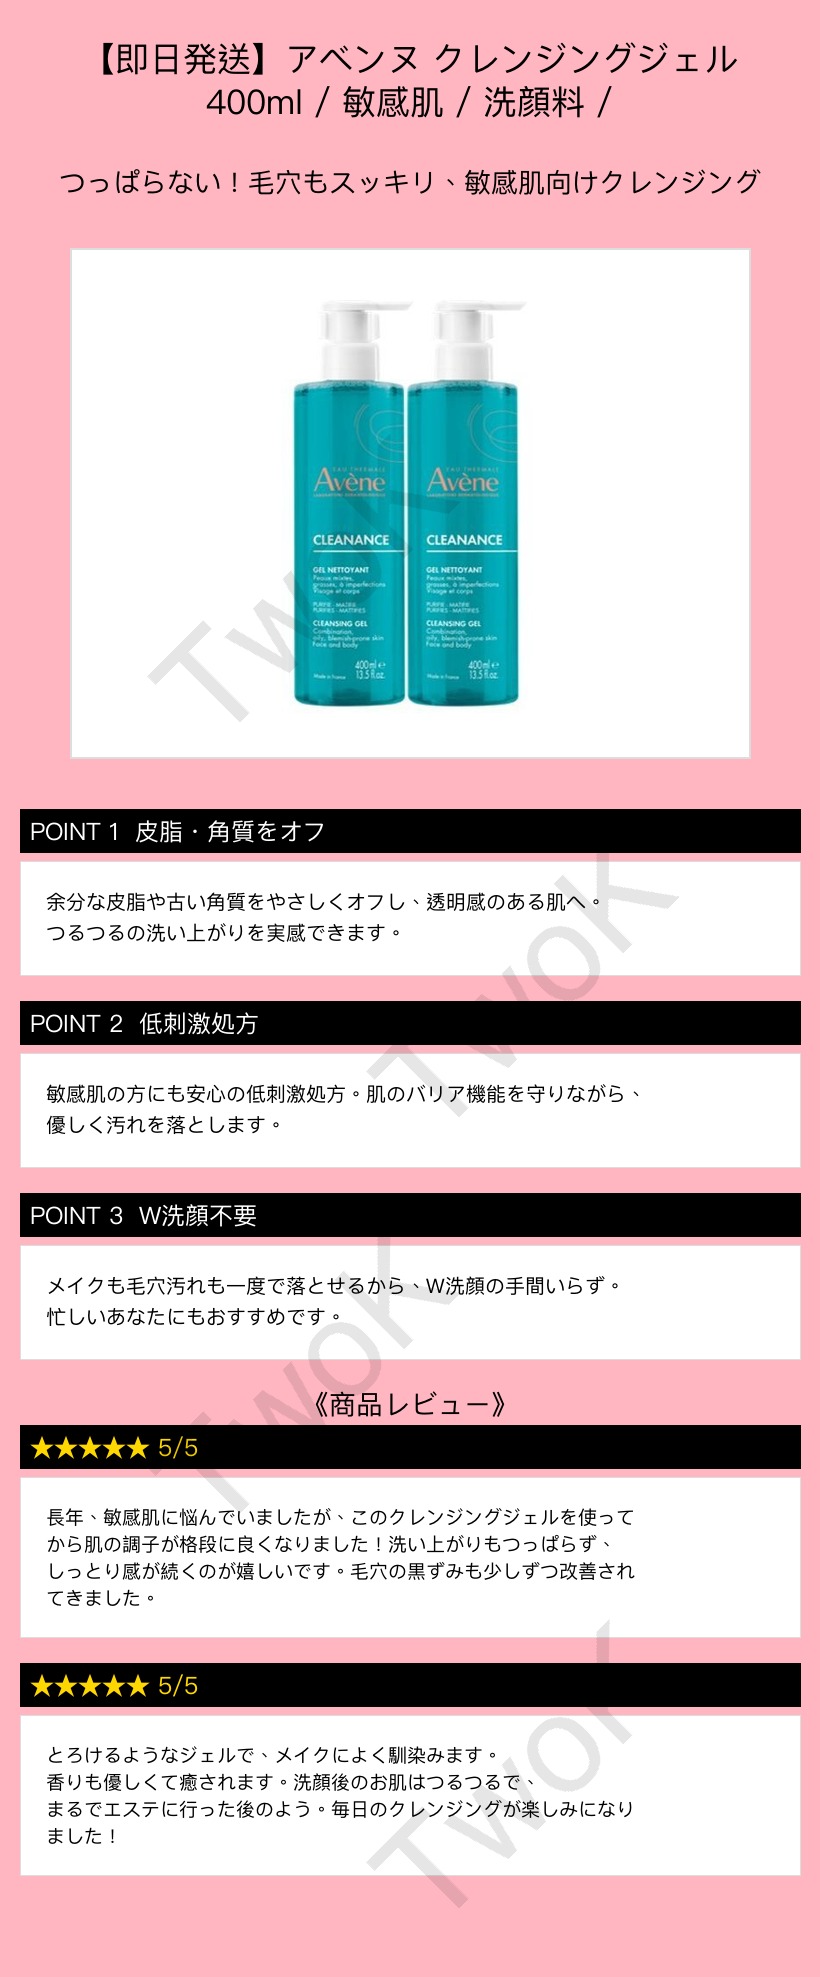 【即日発送】アベンヌ クレンジングジェル
400ml / 敏感肌 / 洗顔料 /
つっぱらない！毛穴もスッキリ、敏感肌向けクレンジング
EAU THERMALE
Avène
LABORATOIRE DERMATOLOGIQUE
CLEANANCE
GEL NETTOYANT
Peaux mixtes,
grasses, à imperfections
Visage et corps
PURIFIE - MATIFIE
PURIFIES - MATTIFIES
CLEANSING GEL
Combination,
oily, blemish-prone skin
Face and body
400 ml e
Made in France 13.5 fl.oz.
EAU THERMALE
Avène
LABORATOIRE DERMATOLOGIQUE
CLEANANCE
GEL NETTOYANT
Peaux mixtes,
grasses, à imperfections
Visage et corps
PURIFIE - MATIFIE
PURIFIES - MATTIFIES
CLEANSING GEL
Combination,
oily, blemish-prone skin
Face and body
400 ml e
Made in France 13.5 fl.oz.
TwoK
POINT 1 皮脂・角質をオフ
余分な皮脂や古い角質をやさしくオフし、透明感のある肌へ。
つるつるの洗い上がりを実感できます。
TwoK
POINT 2 低刺激処方
敏感肌の方にも安心の低刺激処方。肌のバリア機能を守りながら、
優しく汚れを落とします。
POINT 3 W洗顔不要
メイクも毛穴汚れも一度で落とせるから、W洗顔の手間いらず。
忙しいあなたにもおすすめです。
TwoK
《商品レビュー》
★★★★★ 5/5
長年、敏感肌に悩んでいましたが、このクレンジングジェルを使って
から肌の調子が格段に良くなりました！洗い上がりもつっぱらず、
しっとり感が続くのが嬉しいです。毛穴の黒ずみも少しずつ改善され
てきました。
★★★★★ 5/5
とろけるようなジェルで、メイクによく馴染みます。
香りも優しくて癒されます。洗顔後のお肌はつるつるで、
まるでエステに行った後のよう。毎日のクレンジングが楽しみになり
ました！
TwoK